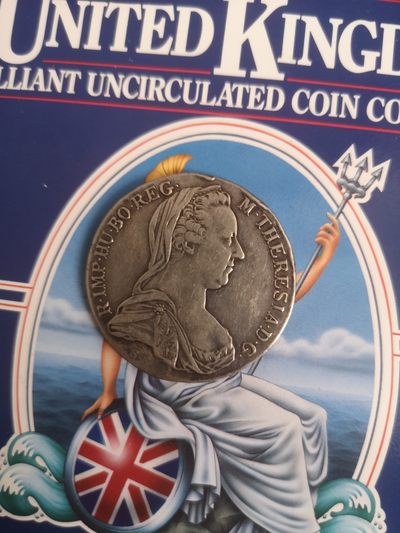 UNITED KINGD
LLIANT UNCIRCULATED COIN CO
R·IMP·HU·BO·REG· M·THERESIA·D·G·